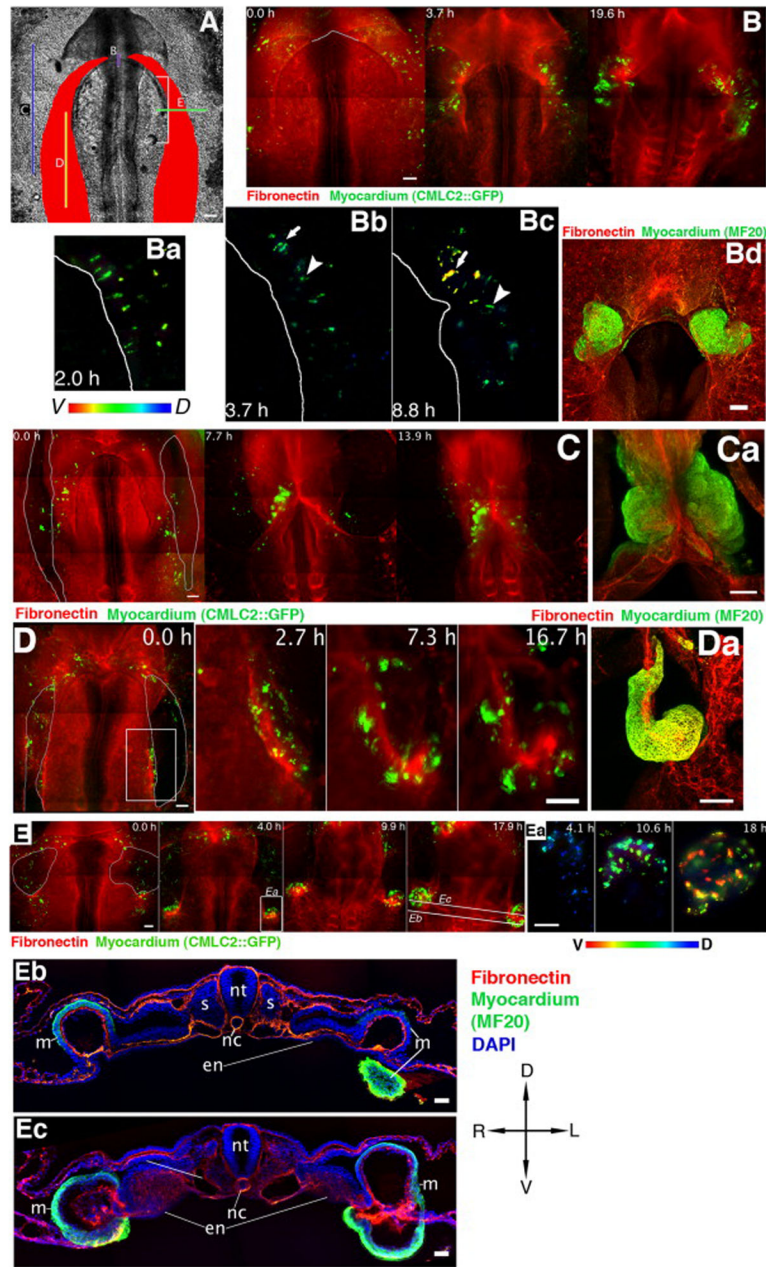 A
B
C
E
D
0.0 h 3.7 h 19.6 h B
Fibronectin Myocardium (CMLC2::GFP)
Ba
2.0 h
V D
Bb
3.7 h
Bc
8.8 h
Fibronectin Myocardium (MF20)
Bd
0.0 h 7.7 h 13.9 h C
Ca
Fibronectin Myocardium (CMLC2::GFP)
Fibronectin Myocardium (MF20)
D 0.0 h 2.7 h 7.3 h 16.7 h
Da
E 0.0 h 4.0 h 9.9 h 17.9 h
Ea
Ec
Eb
Ea 4.1 h 10.6 h 18 h
Fibronectin Myocardium (CMLC2::GFP)
V D
Eb
nt
s s
m nc m
en
Fibronectin
Myocardium
(MF20)
DAPI
D
R L
V
Ec
nt
m nc m
en